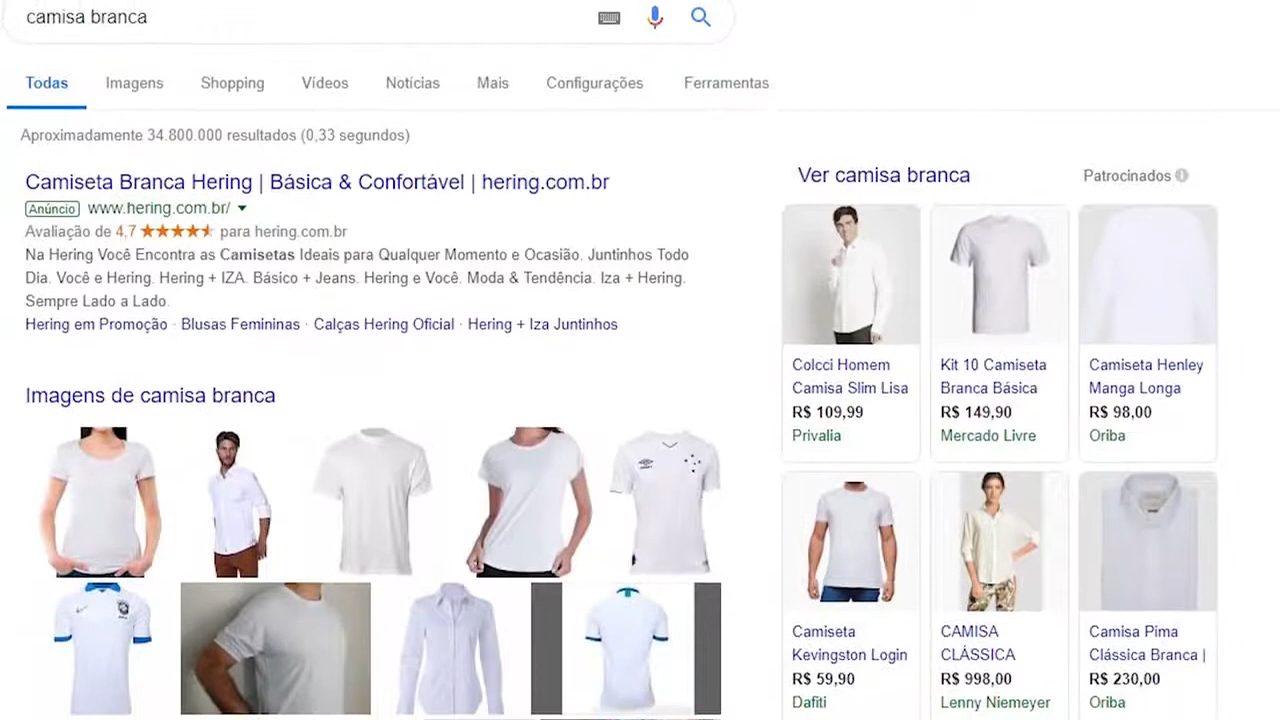 camisa branca
Todas
Imagens
Shopping
Vídeos
Notícias
Mais
Configurações
Ferramentas
Aproximadamente 34.800.000 resultados (0,33 segundos)
Camiseta Branca Hering | Básica & Confortável | hering.com.br
Anúncio www.hering.com.br/
Avaliação de 4,7 para hering.com.br
Na Hering Você Encontra as Camisetas Ideais para Qualquer Momento e Ocasião. Juntinhos Todo
Dia. Você e Hering. Hering + IZA. Básico + Jeans. Hering e Você. Moda & Tendência. Iza + Hering.
Sempre Lado a Lado.
Hering em Promoção · Blusas Femininas · Calças Hering Oficial · Hering + Iza Juntinhos
Imagens de camisa branca
Ver camisa branca
Patrocinados
Colcci Homem
Camisa Slim Lisa
R$ 109,99
Privalia
Kit 10 Camiseta
Branca Básica
R$ 149,90
Mercado Livre
Camiseta Henley
Manga Longa
R$ 98,00
Oriba
Camiseta
Kevingston Login
R$ 59,90
Dafiti
CAMISA
CLÁSSICA
R$ 998,00
Lenny Niemeyer
Camisa Pima
Clássica Branca |
R$ 230,00
Oriba